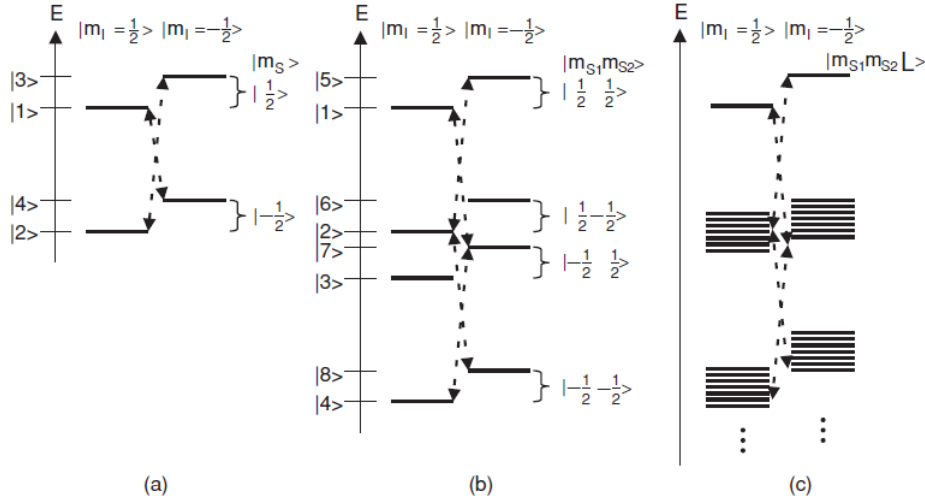 E |m_I = 1/2> |m_I = −1/2>
|m_S>
|3>
|1/2>
|1>
|4>
|−1/2>
|2>
(a)
E |m_I = 1/2> |m_I = −1/2>
|m_S1 m_S2>
|5>
|1/2 1/2>
|1>
|6>
|1/2 −1/2>
|2>
|7>
|−1/2 1/2>
|3>
|8>
|−1/2 −1/2>
|4>
(b)
E |m_I = 1/2> |m_I = −1/2>
|m_S1 m_S2 L>
(c)